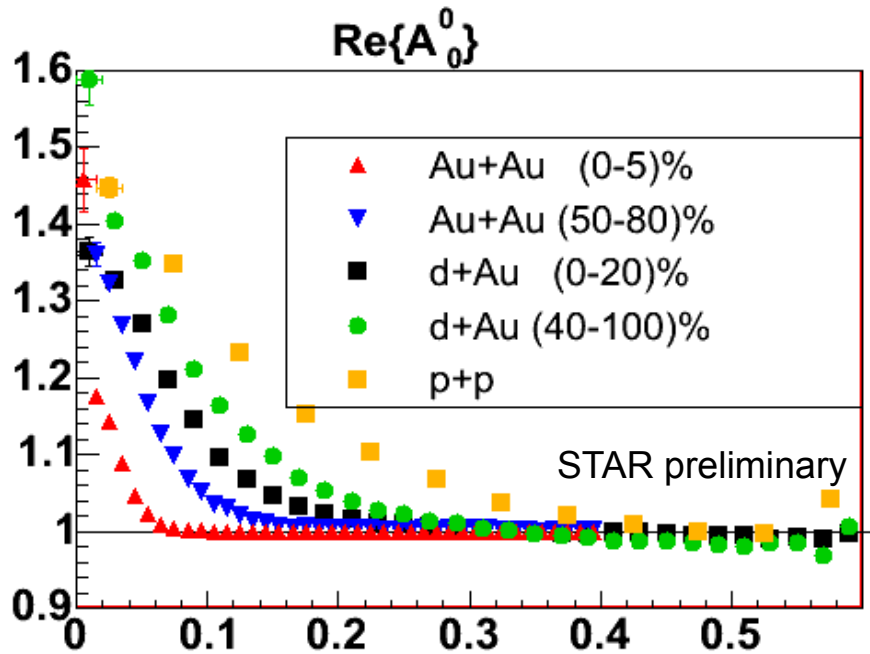 Re{A⁰₀}
1.6
1.5
1.4
1.3
1.2
1.1
1
0.9
Au+Au (0-5)%
Au+Au (50-80)%
d+Au (0-20)%
d+Au (40-100)%
p+p
STAR preliminary
0 0.1 0.2 0.3 0.4 0.5